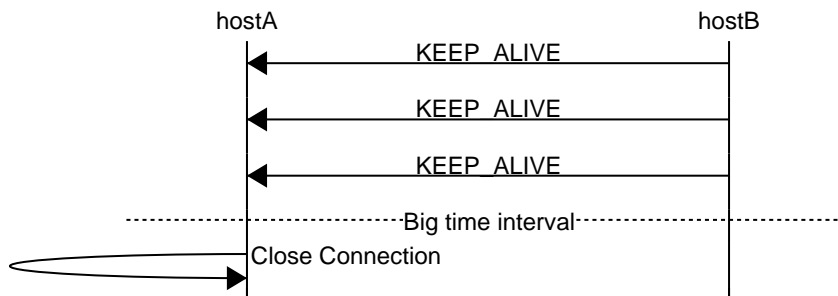 hostA hostB
KEEP_ALIVE
KEEP_ALIVE
KEEP_ALIVE
Big time interval
Close Connection